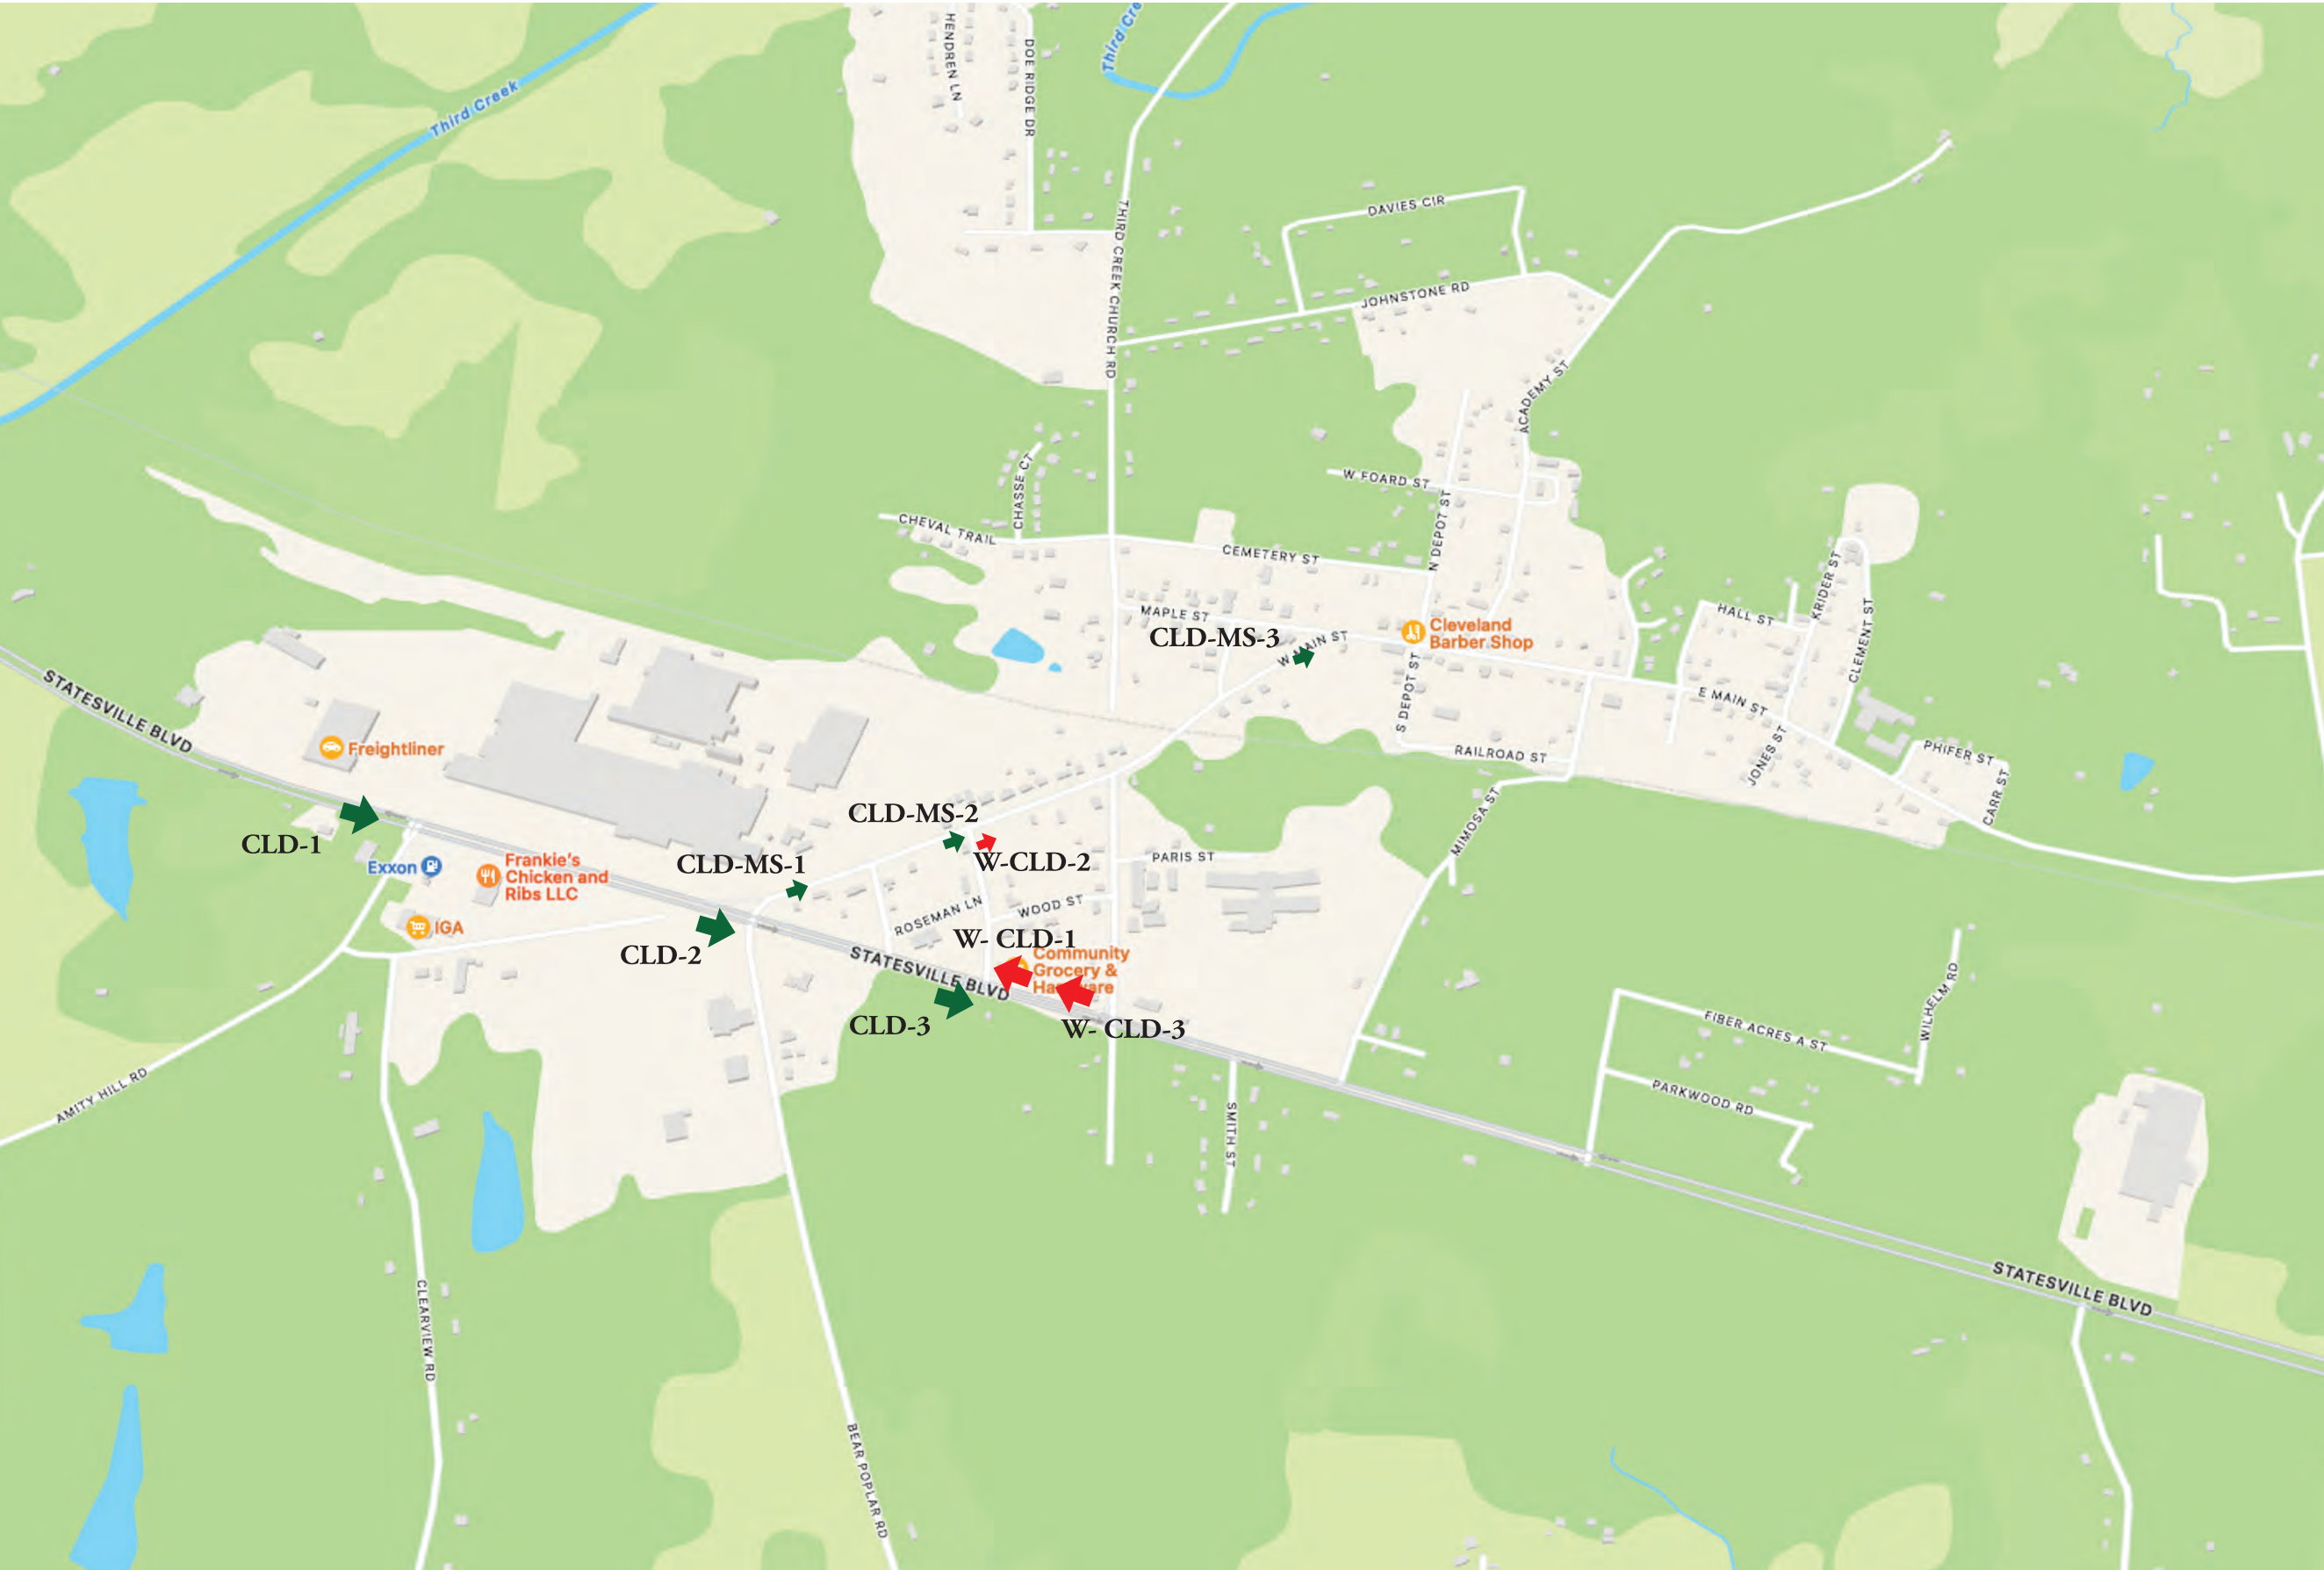 HENDREN LN
DOE RIDGE DR
Third Cre
Third Creek
THIRD CREEK CHURCH RD
DAVIES CIR
JOHNSTONE RD
ACADEMY ST
W FOARD ST
N DEPOT ST
CHASSE CT
CHEVAL TRAIL
CEMETERY ST
MAPLE ST
CLD-MS-3
W MAIN ST
Cleveland
Barber Shop
HALL ST
KRIDER ST
CLEMENT ST
S DEPOT ST
E MAIN ST
RAILROAD ST
JONES ST
PHIFER ST
CARR ST
STATESVILLE BLVD
Freightliner
MIMOSA ST
CLD-1
CLD-MS-2
CLD-MS-1
W-CLD-2
PARIS ST
Exxon
Frankie's
Chicken and
Ribs LLC
IGA
ROSEMAN LN
WOOD ST
CLD-2
W- CLD-1
STATESVILLE BLVD
Community
Grocery &
Hardware
CLD-3
W- CLD-3
AMITY HILL RD
SMITH ST
FIBER ACRES A ST
WILHELM RD
PARKWOOD RD
STATESVILLE BLVD
CLEARVIEW RD
BEAR POPLAR RD